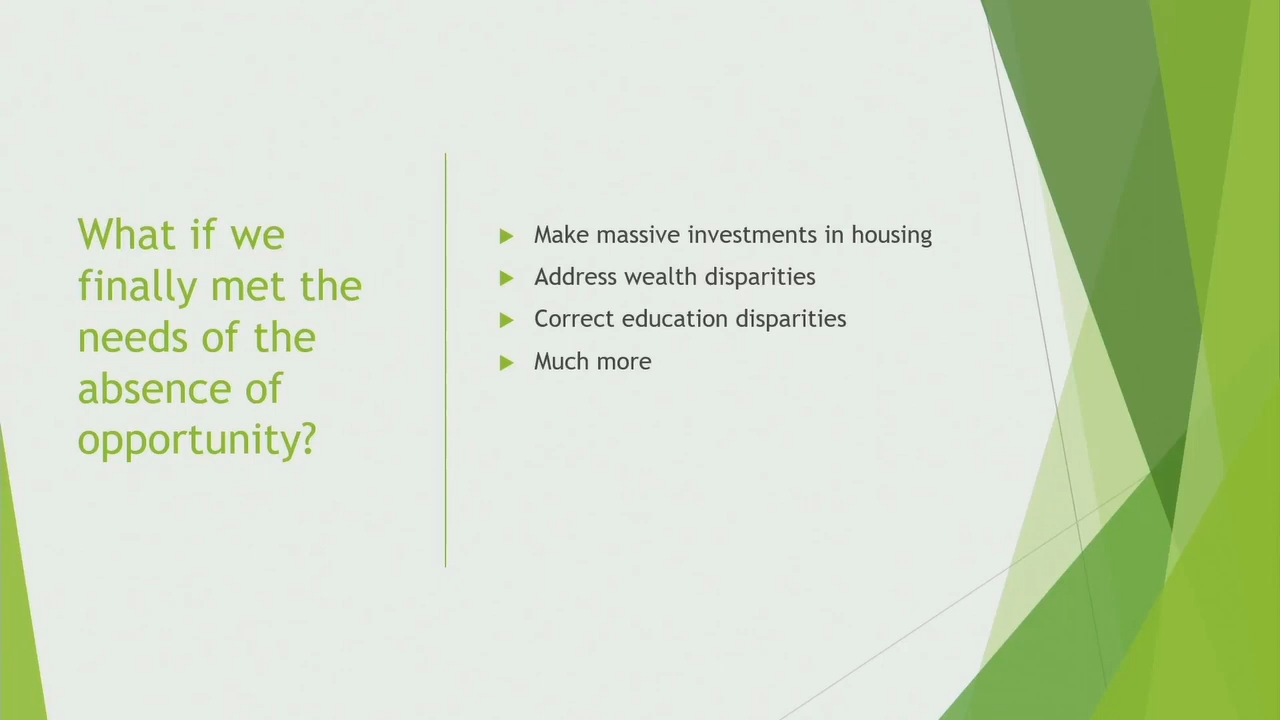 What if we
finally met the
needs of the
absence of
opportunity?
Make massive investments in housing
Address wealth disparities
Correct education disparities
Much more